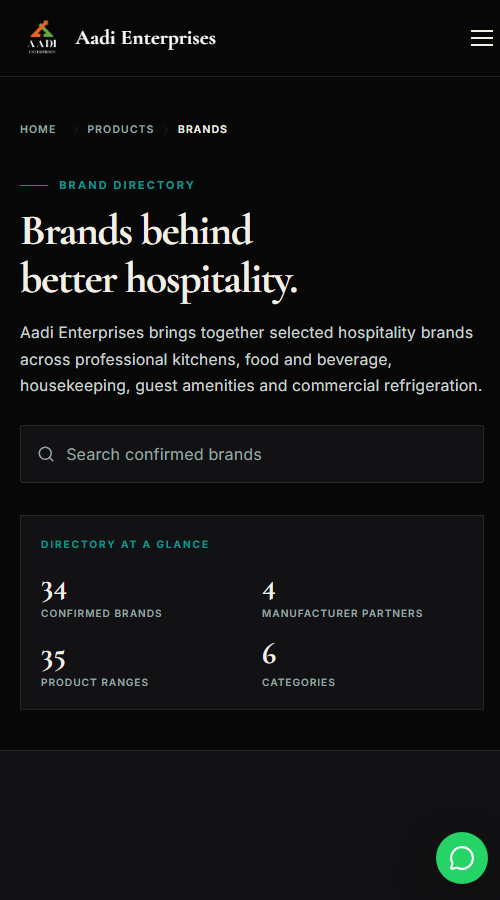 AADI
ENTERPRISES
Aadi Enterprises
HOME › PRODUCTS › BRANDS
BRAND DIRECTORY
Brands behind
better hospitality.
Aadi Enterprises brings together selected hospitality brands
across professional kitchens, food and beverage,
housekeeping, guest amenities and commercial refrigeration.
Search confirmed brands
DIRECTORY AT A GLANCE
34
CONFIRMED BRANDS
4
MANUFACTURER PARTNERS
35
PRODUCT RANGES
6
CATEGORIES